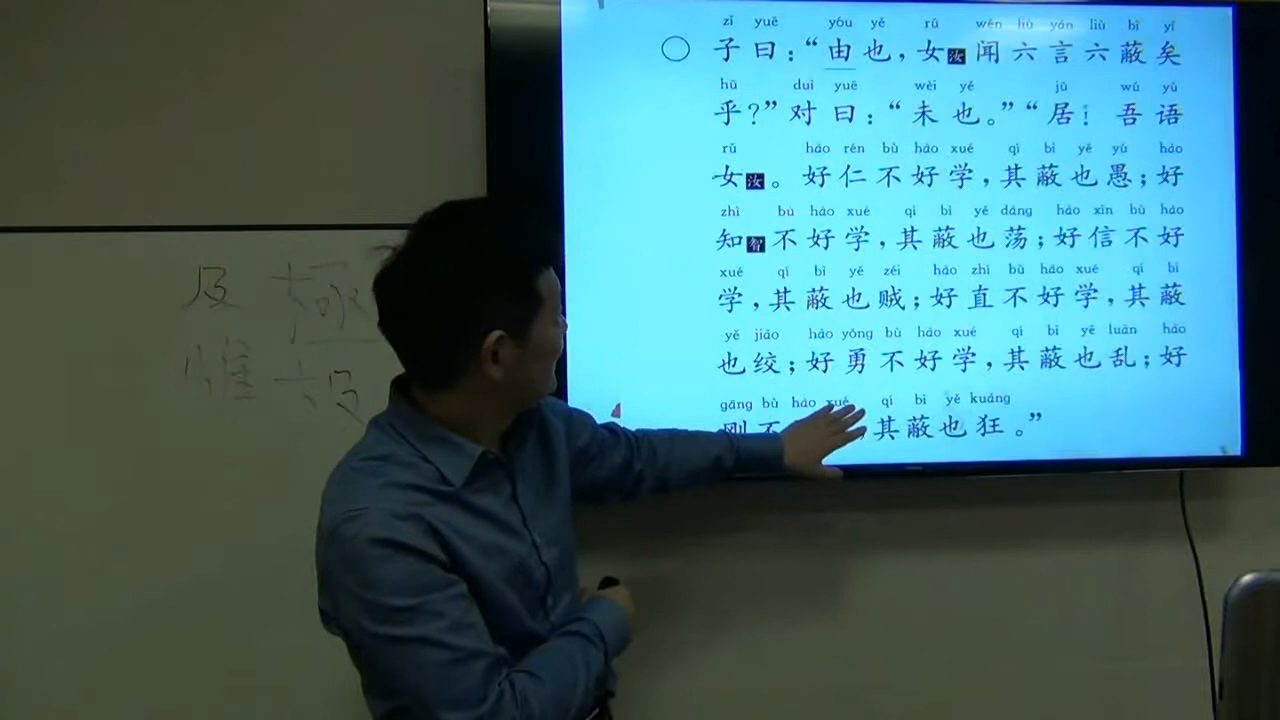 zǐ yuē yóu yě rǔ wén liù yán liù bì yǐ
○ 子曰：“由也，女汝闻六言六蔽矣
hū duì yuē wèi yě jū wú yù
乎？”对曰：“未也。”“居！吾语
rǔ hào rén bù hào xué qí bì yě yú hào
女汝。好仁不好学，其蔽也愚；好
zhì bù hào xué qí bì yě dàng hào xìn bù hào
知智不好学，其蔽也荡；好信不好
xué qí bì yě zéi hào zhí bù hào xué qí bì
学，其蔽也贼；好直不好学，其蔽
yě jiǎo hào yǒng bù hào xué qí bì yě luàn hào
也绞；好勇不好学，其蔽也乱；好
gāng bù hào xué qí bì yě kuáng
刚不 其蔽也狂。”
及